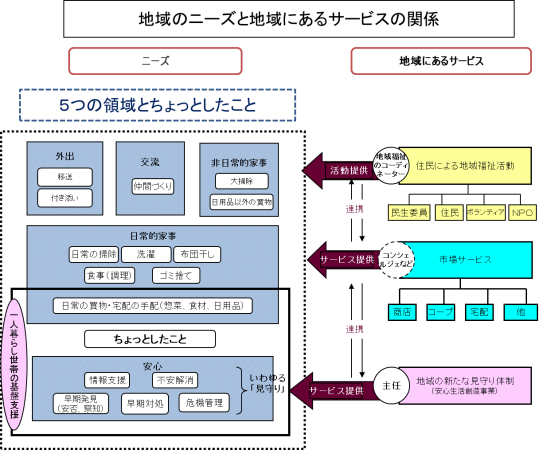 地域のニーズと地域にあるサービスの関係
ニーズ
地域にあるサービス
5つの領域とちょっとしたこと
外出
移送
付き添い
交流
仲間づくり
非日常的家事
大掃除
日用品以外の買物
日常的家事
日常の掃除
洗濯
布団干し
食事(調理)
ゴミ捨て
日常の買物・宅配の手配(惣菜、食材、日用品)
ちょっとしたこと
安心
情報支援
不安解消
早期発見
(安否、察知)
早期対処
危機管理
いわゆる
「見守り」
一人暮らし世帯の基盤支援
活動提供
地域福祉
のコーディ
ネーター
住民による地域福祉活動
民生委員
住民
ボランティア
NPO
連携
サービス提供
コンシェ
ルジェなど
市場サービス
商店
コープ
宅配
他
連携
サービス提供
主任
地域の新たな見守り体制
(安心生活創造事業)